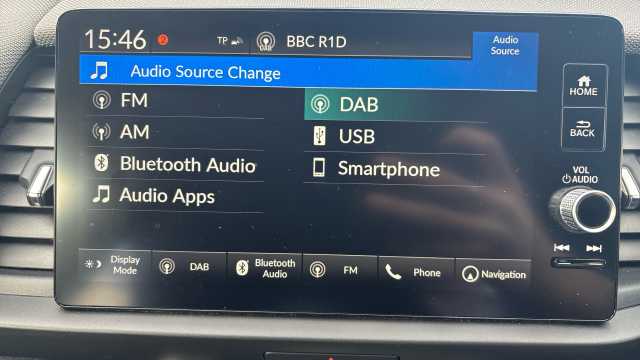 15:46 2 TP BBC R1D Audio Source
Audio Source Change
FM DAB
AM USB
Bluetooth Audio Smartphone
Audio Apps
Display Mode DAB Bluetooth Audio FM Phone Navigation
HOME
BACK
VOL
AUDIO